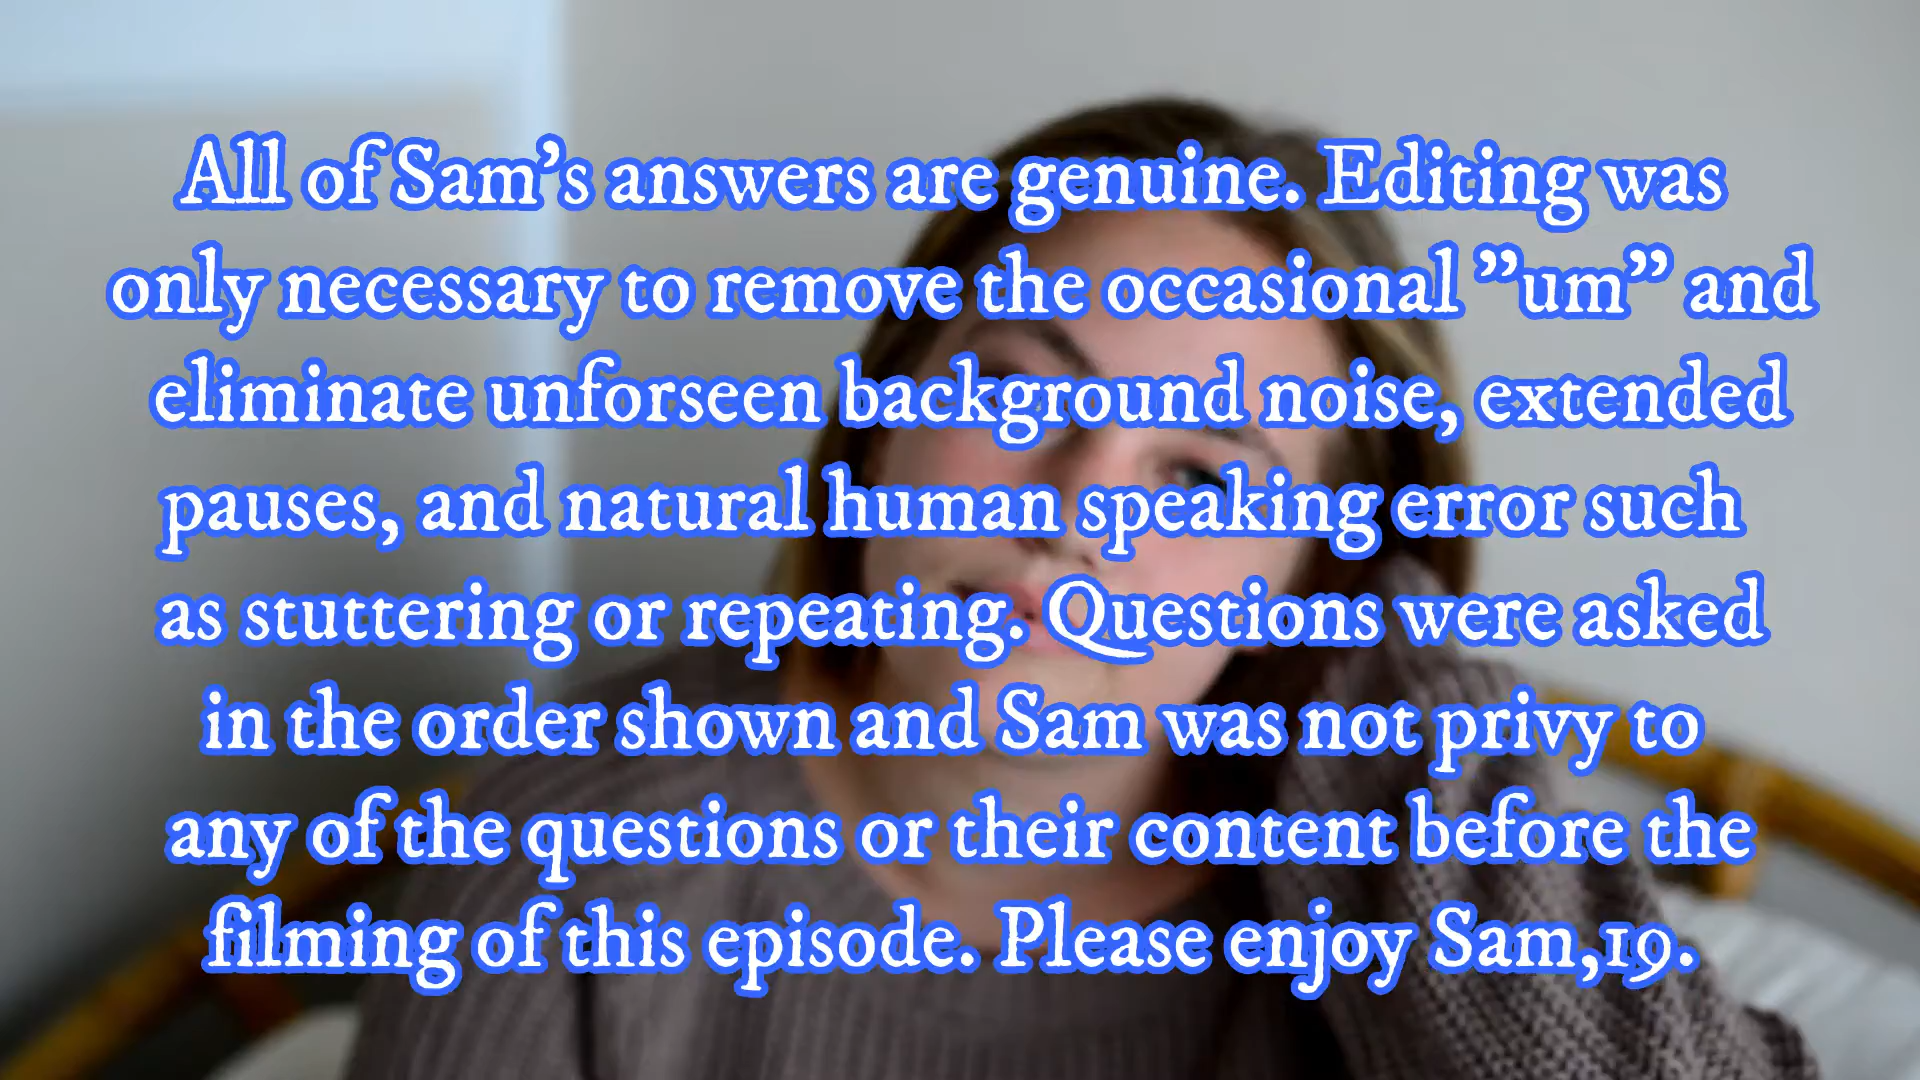 All of Sam's answers are genuine. Editing was
only necessary to remove the occasional "um" and
eliminate unforseen background noise, extended
pauses, and natural human speaking error such
as stuttering or repeating. Questions were asked
in the order shown and Sam was not privy to
any of the questions or their content before the
filming of this episode. Please enjoy Sam,19.